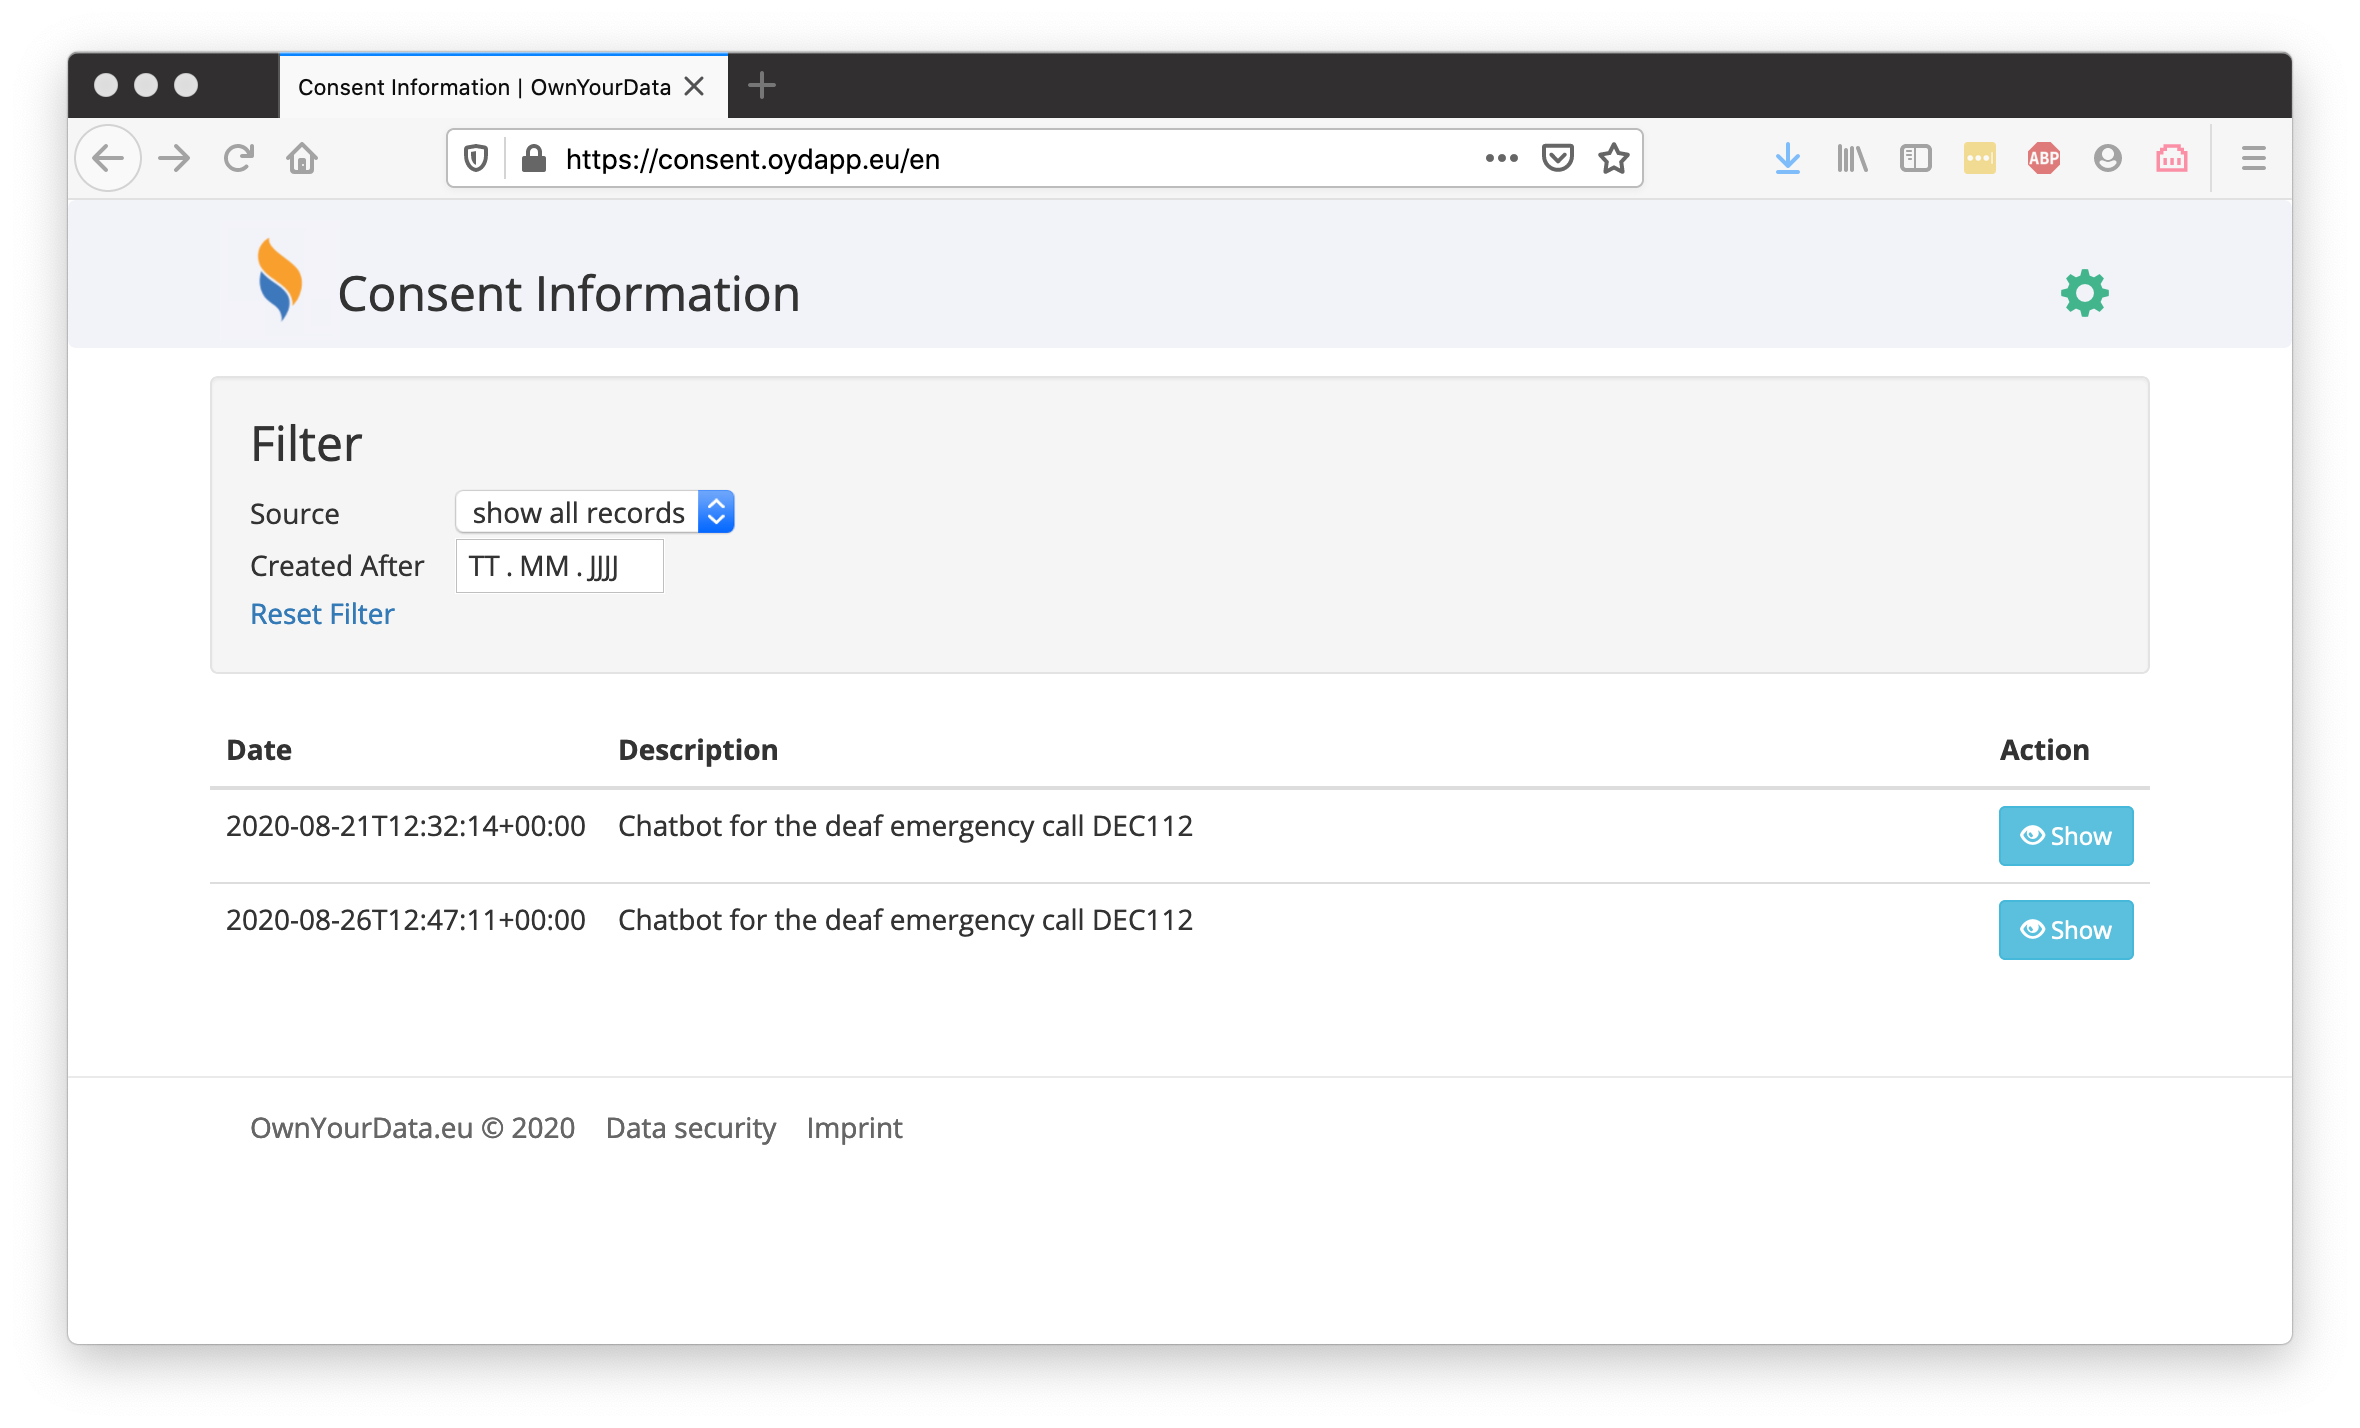 Consent Information | OwnYourData
https://consent.oydapp.eu/en
ABP
Consent Information
Filter
Source show all records
Created After TT . MM . JJJJ
Reset Filter
Date Description Action
2020-08-21T12:32:14+00:00 Chatbot for the deaf emergency call DEC112 Show
2020-08-26T12:47:11+00:00 Chatbot for the deaf emergency call DEC112 Show
OwnYourData.eu © 2020 Data security Imprint